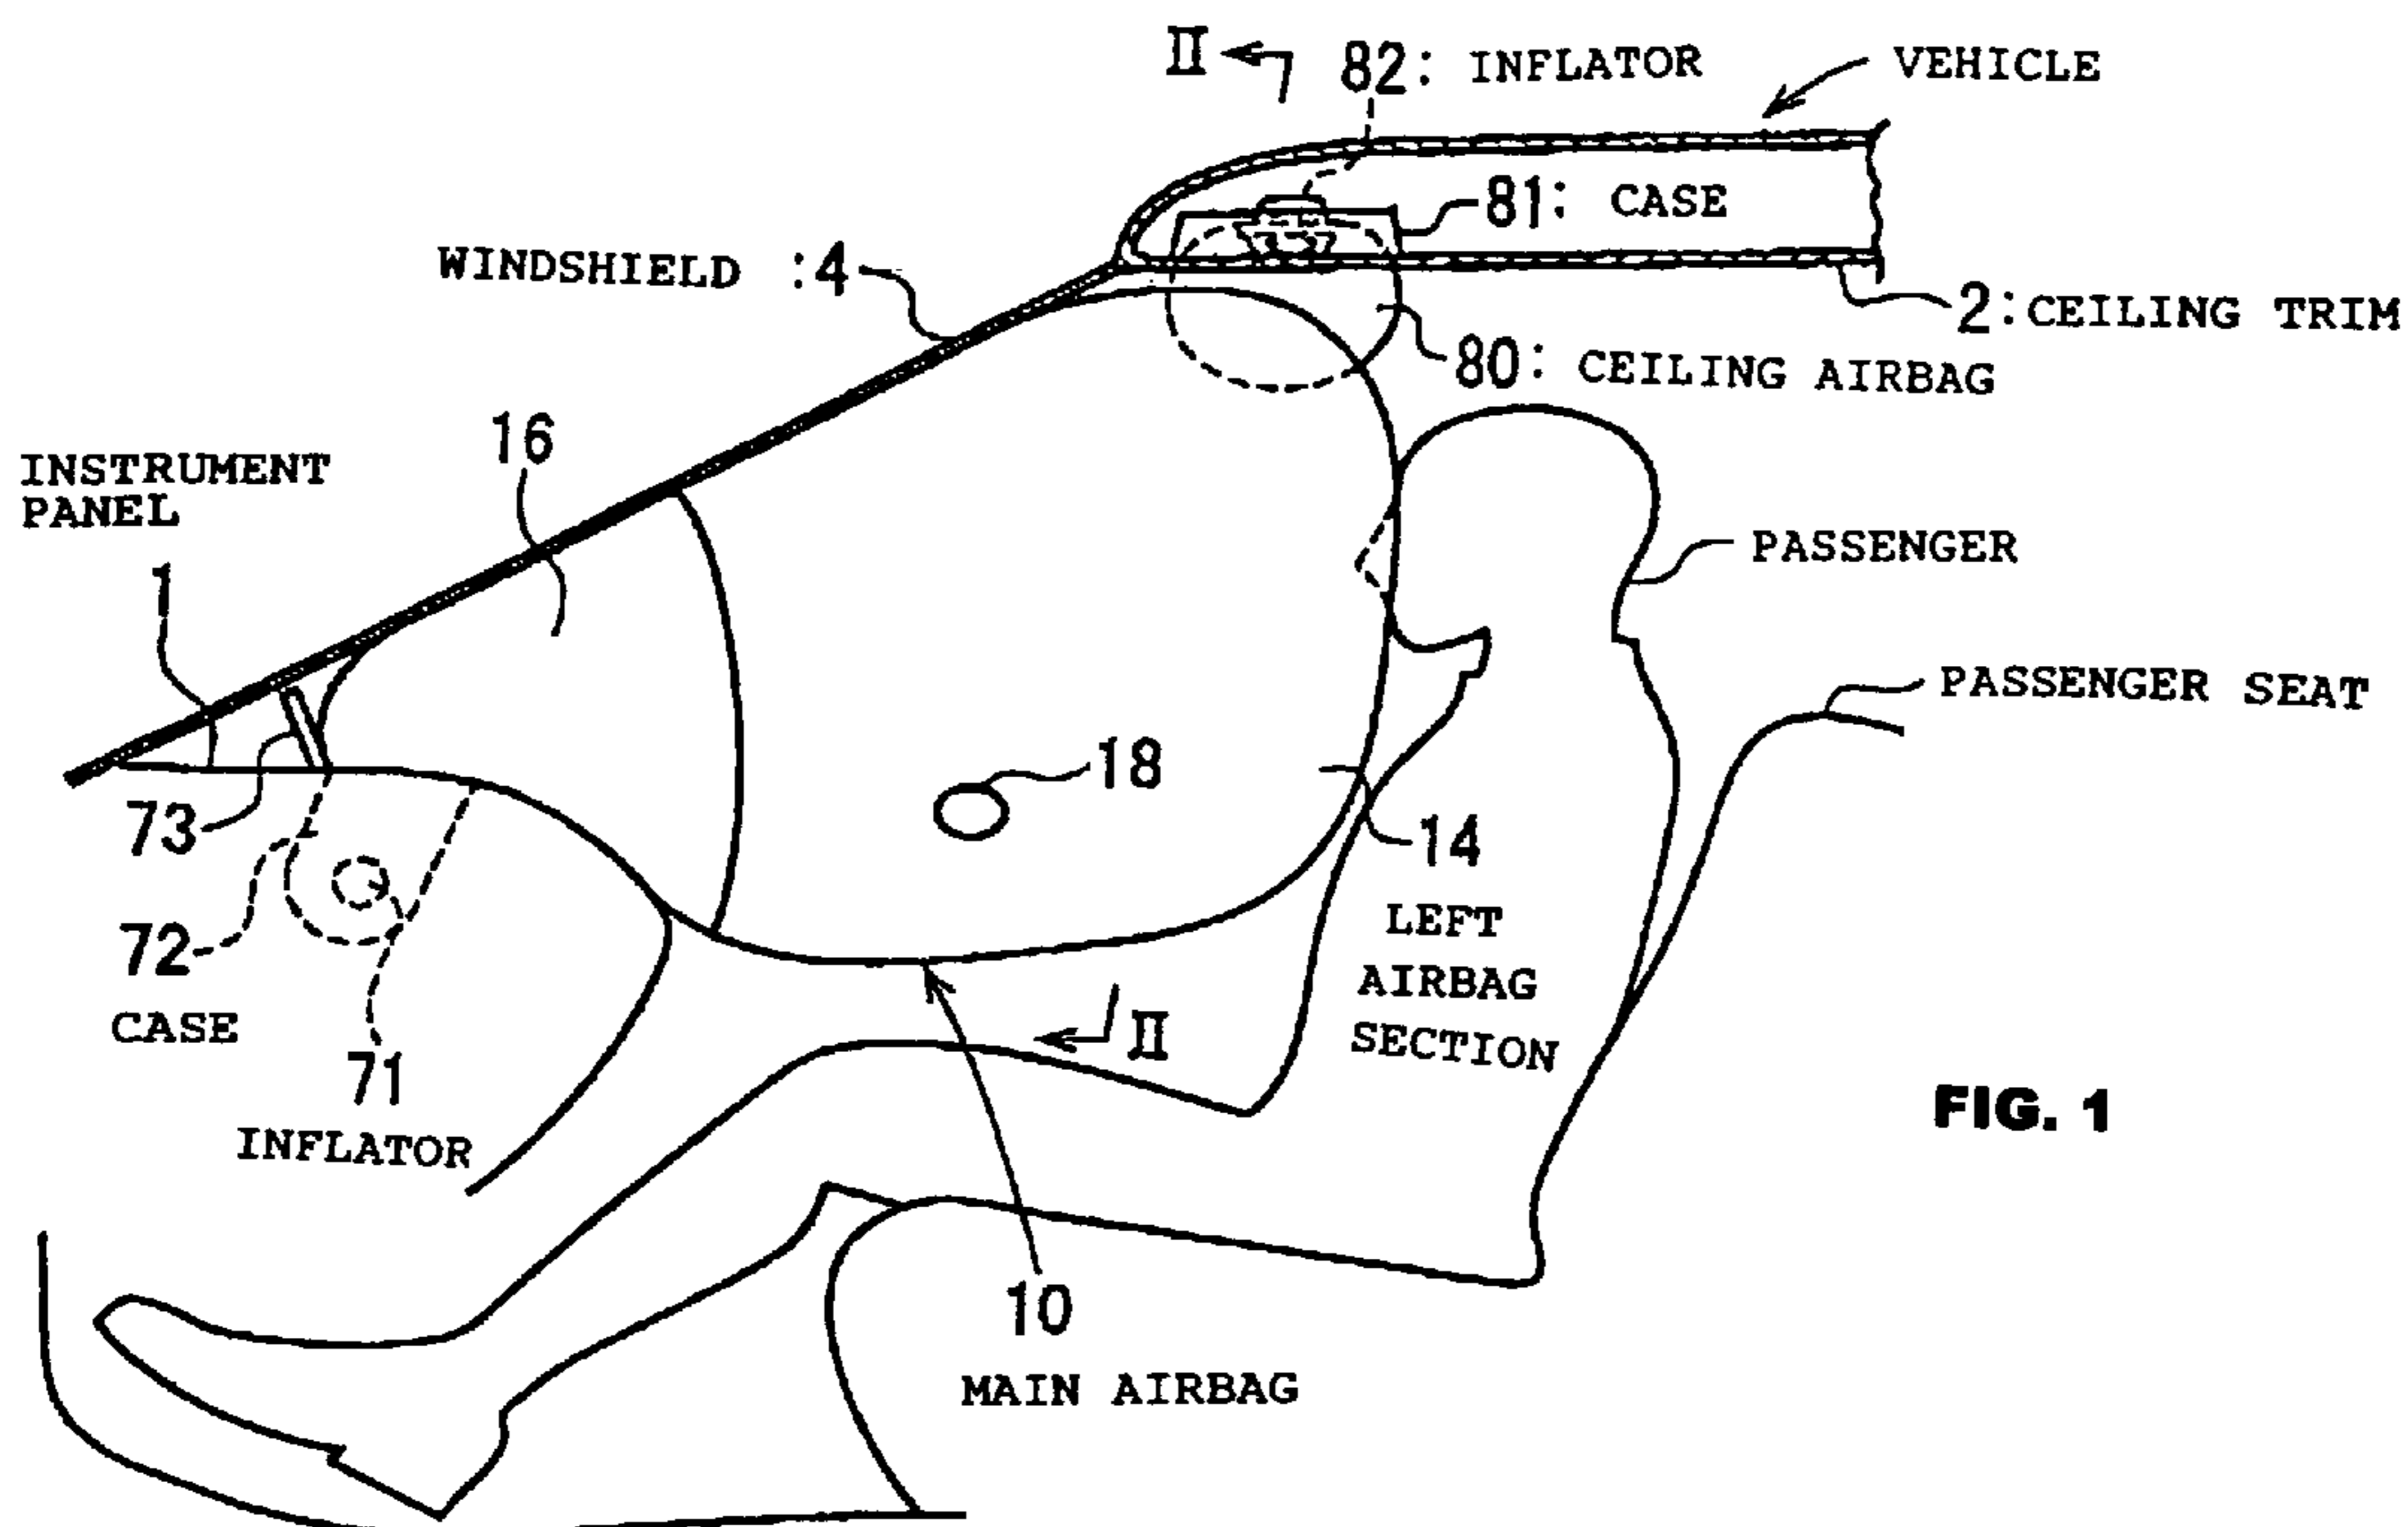 II
82: INFLATOR
VEHICLE
81: CASE
WINDSHIELD :4
2:CEILING TRIM
80: CEILING AIRBAG
16
INSTRUMENT
PANEL
1
PASSENGER
PASSENGER SEAT
18
73
14
LEFT
AIRBAG
SECTION
72
CASE
II
71
INFLATOR
FIG. 1
10
MAIN AIRBAG